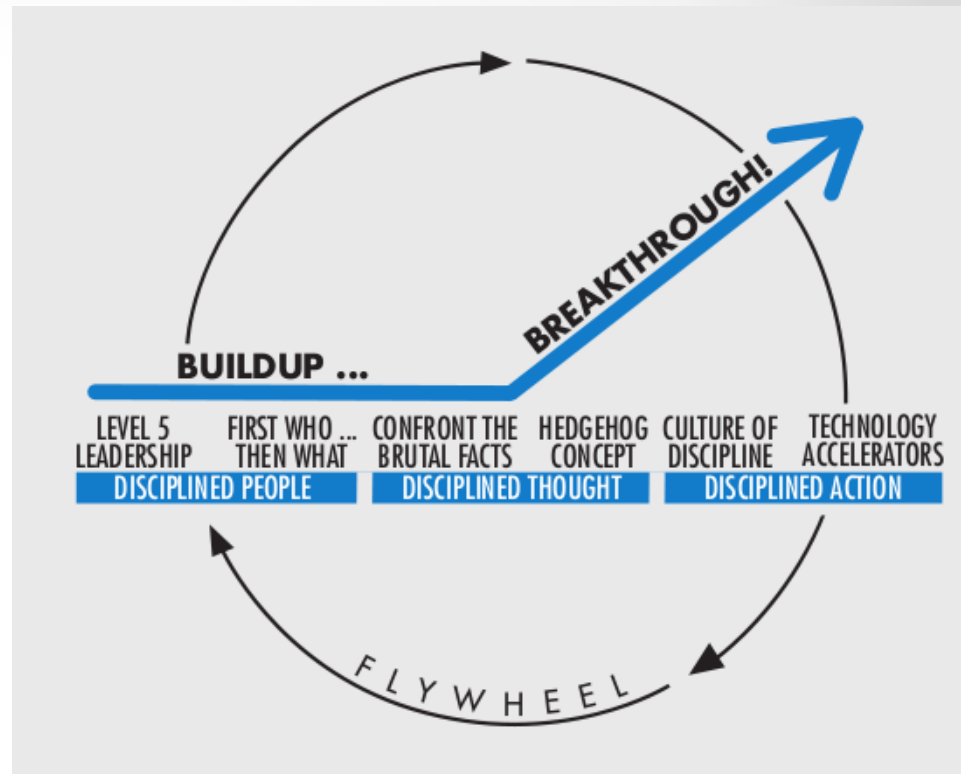 BREAKTHROUGH!
BUILDUP ...
LEVEL 5
LEADERSHIP
FIRST WHO ...
THEN WHAT
CONFRONT THE
BRUTAL FACTS
HEDGEHOG
CONCEPT
CULTURE OF
DISCIPLINE
TECHNOLOGY
ACCELERATORS
DISCIPLINED PEOPLE
DISCIPLINED THOUGHT
DISCIPLINED ACTION
FLYWHEEL